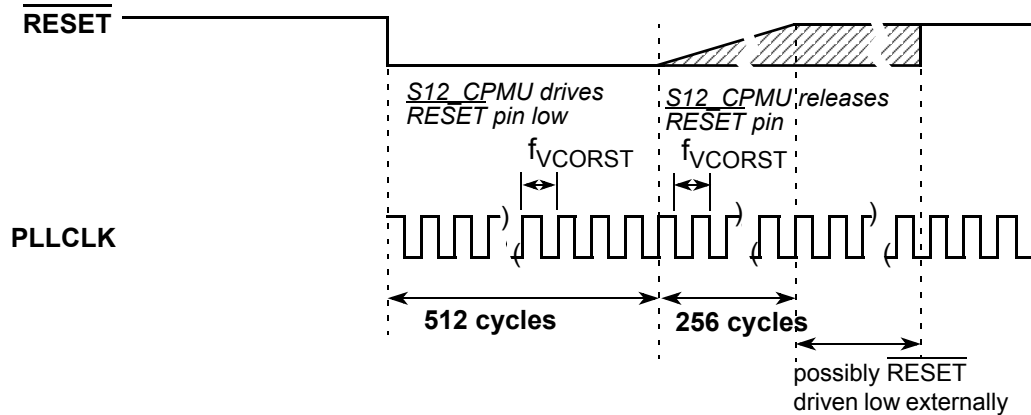 RESET
S12_CPMU drives
RESET pin low
S12_CPMU releases
RESET pin
fVCORST
fVCORST
PLLCLK
) ( ) ( ) (
512 cycles
256 cycles
possibly RESET
driven low externally